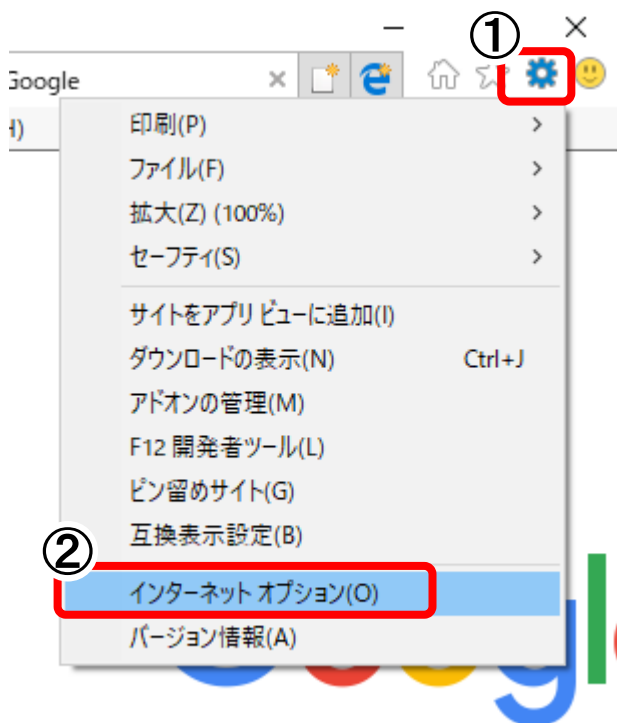 ①
Google
H)
印刷(P)
ファイル(F)
拡大(Z) (100%)
セーフティ(S)
サイトをアプリ ビューに追加(I)
ダウンロードの表示(N) Ctrl+J
アドオンの管理(M)
F12 開発者ツール(L)
ピン留めサイト(G)
互換表示設定(B)
②
インターネット オプション(O)
バージョン情報(A)